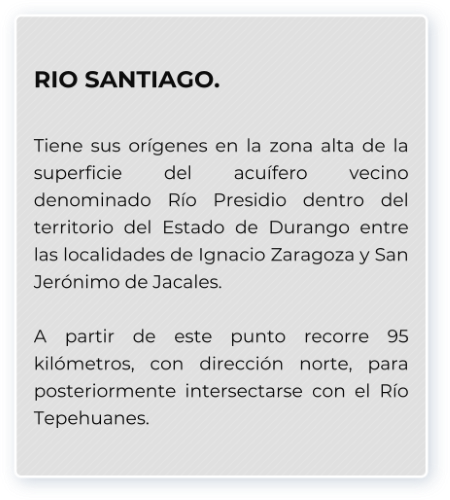 RIO SANTIAGO.
Tiene sus orígenes en la zona alta de la
superficie del acuífero vecino
denominado Río Presidio dentro del
territorio del Estado de Durango entre
las localidades de Ignacio Zaragoza y San
Jerónimo de Jacales.
A partir de este punto recorre 95
kilómetros, con dirección norte, para
posteriormente intersectarse con el Río
Tepehuanes.